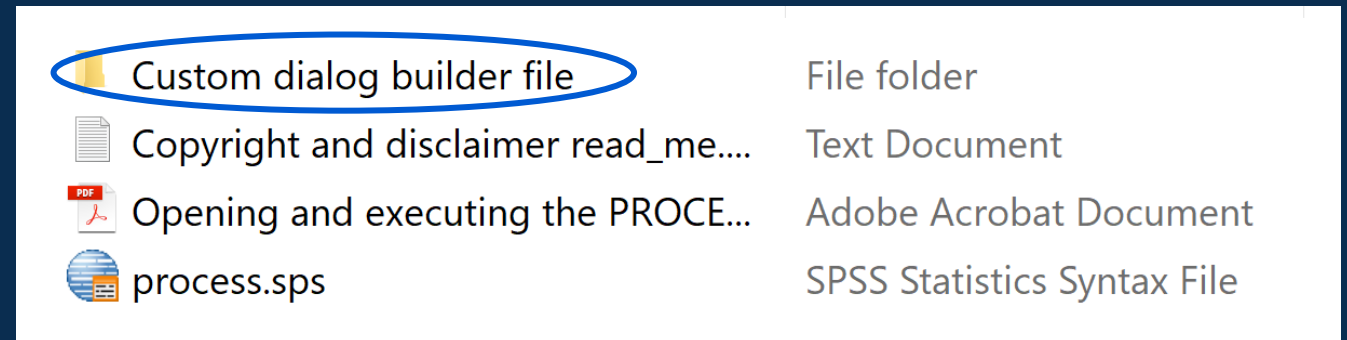 Custom dialog builder file File folder
Copyright and disclaimer read_me.... Text Document
PDF Opening and executing the PROCE... Adobe Acrobat Document
process.sps SPSS Statistics Syntax File